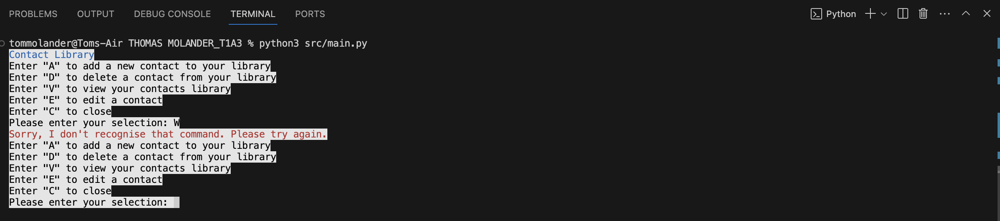 PROBLEMS OUTPUT DEBUG CONSOLE TERMINAL PORTS Python
tommolander@Toms-Air THOMAS MOLANDER_T1A3 % python3 src/main.py
Contact Library
Enter "A" to add a new contact to your library
Enter "D" to delete a contact from your library
Enter "V" to view your contacts library
Enter "E" to edit a contact
Enter "C" to close
Please enter your selection: W
Sorry, I don't recognise that command. Please try again.
Enter "A" to add a new contact to your library
Enter "D" to delete a contact from your library
Enter "V" to view your contacts library
Enter "E" to edit a contact
Enter "C" to close
Please enter your selection: